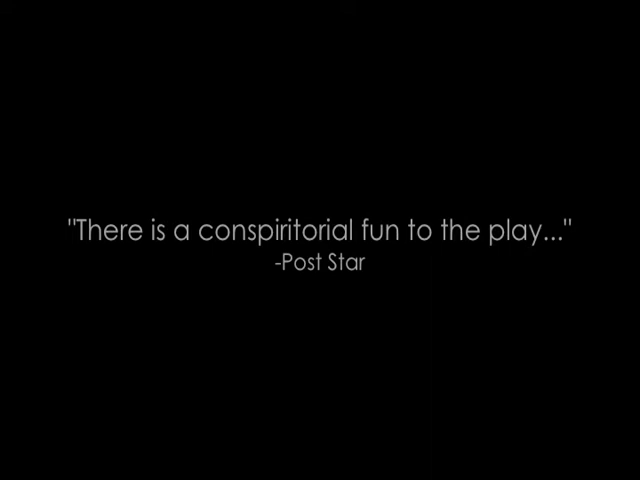 "There is a conspiritorial fun to the play..."
-Post Star